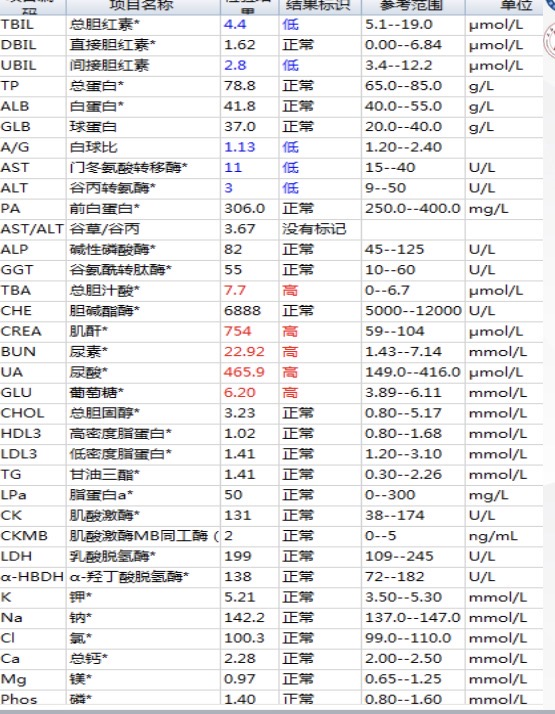 项目名称 结果标识 参考范围 单位
码 果
TBIL 总胆红素* 4.4 低 5.1--19.0 μmol/L
DBIL 直接胆红素* 1.62 正常 0.00--6.84 μmol/L
UBIL 间接胆红素 2.8 低 3.4--12.2 μmol/L
TP 总蛋白* 78.8 正常 65.0--85.0 g/L
ALB 白蛋白* 41.8 正常 40.0--55.0 g/L
GLB 球蛋白 37.0 正常 20.0--40.0 g/L
A/G 白球比 1.13 低 1.20--2.40
AST 门冬氨酸转移酶* 11 低 15--40 U/L
ALT 谷丙转氨酶* 3 低 9--50 U/L
PA 前白蛋白* 306.0 正常 250.0--400.0 mg/L
AST/ALT 谷草/谷丙 3.67 没有标记
ALP 碱性磷酸酶* 82 正常 45--125 U/L
GGT 谷氨酰转肽酶* 55 正常 10--60 U/L
TBA 总胆汁酸* 7.7 高 0--6.7 μmol/L
CHE 胆碱酯酶* 6888 正常 5000--12000 U/L
CREA 肌酐* 754 高 59--104 μmol/L
BUN 尿素* 22.92 高 1.43--7.14 mmol/L
UA 尿酸* 465.9 高 149.0--416.0 μmol/L
GLU 葡萄糖* 6.20 高 3.89--6.11 mmol/L
CHOL 总胆固醇* 3.23 正常 0.80--5.17 mmol/L
HDL3 高密度脂蛋白* 1.02 正常 0.80--1.68 mmol/L
LDL3 低密度脂蛋白* 1.41 正常 1.20--3.10 mmol/L
TG 甘油三酯* 1.41 正常 0.30--2.26 mmol/L
LPa 脂蛋白a* 50 正常 0--300 mg/L
CK 肌酸激酶* 131 正常 38--174 U/L
CKMB 肌酸激酶MB同工酶 ( 2 正常 0--5 ng/mL
LDH 乳酸脱氢酶* 199 正常 109--245 U/L
α-HBDH α-羟丁酸脱氢酶* 138 正常 72--182 U/L
K 钾* 5.21 正常 3.50--5.30 mmol/L
Na 钠* 142.2 正常 137.0--147.0 mmol/L
Cl 氯* 100.3 正常 99.0--110.0 mmol/L
Ca 总钙* 2.28 正常 2.00--2.50 mmol/L
Mg 镁* 0.97 正常 0.65--1.25 mmol/L
Phos 磷* 1.40 正常 0.80--1.60 mmol/L